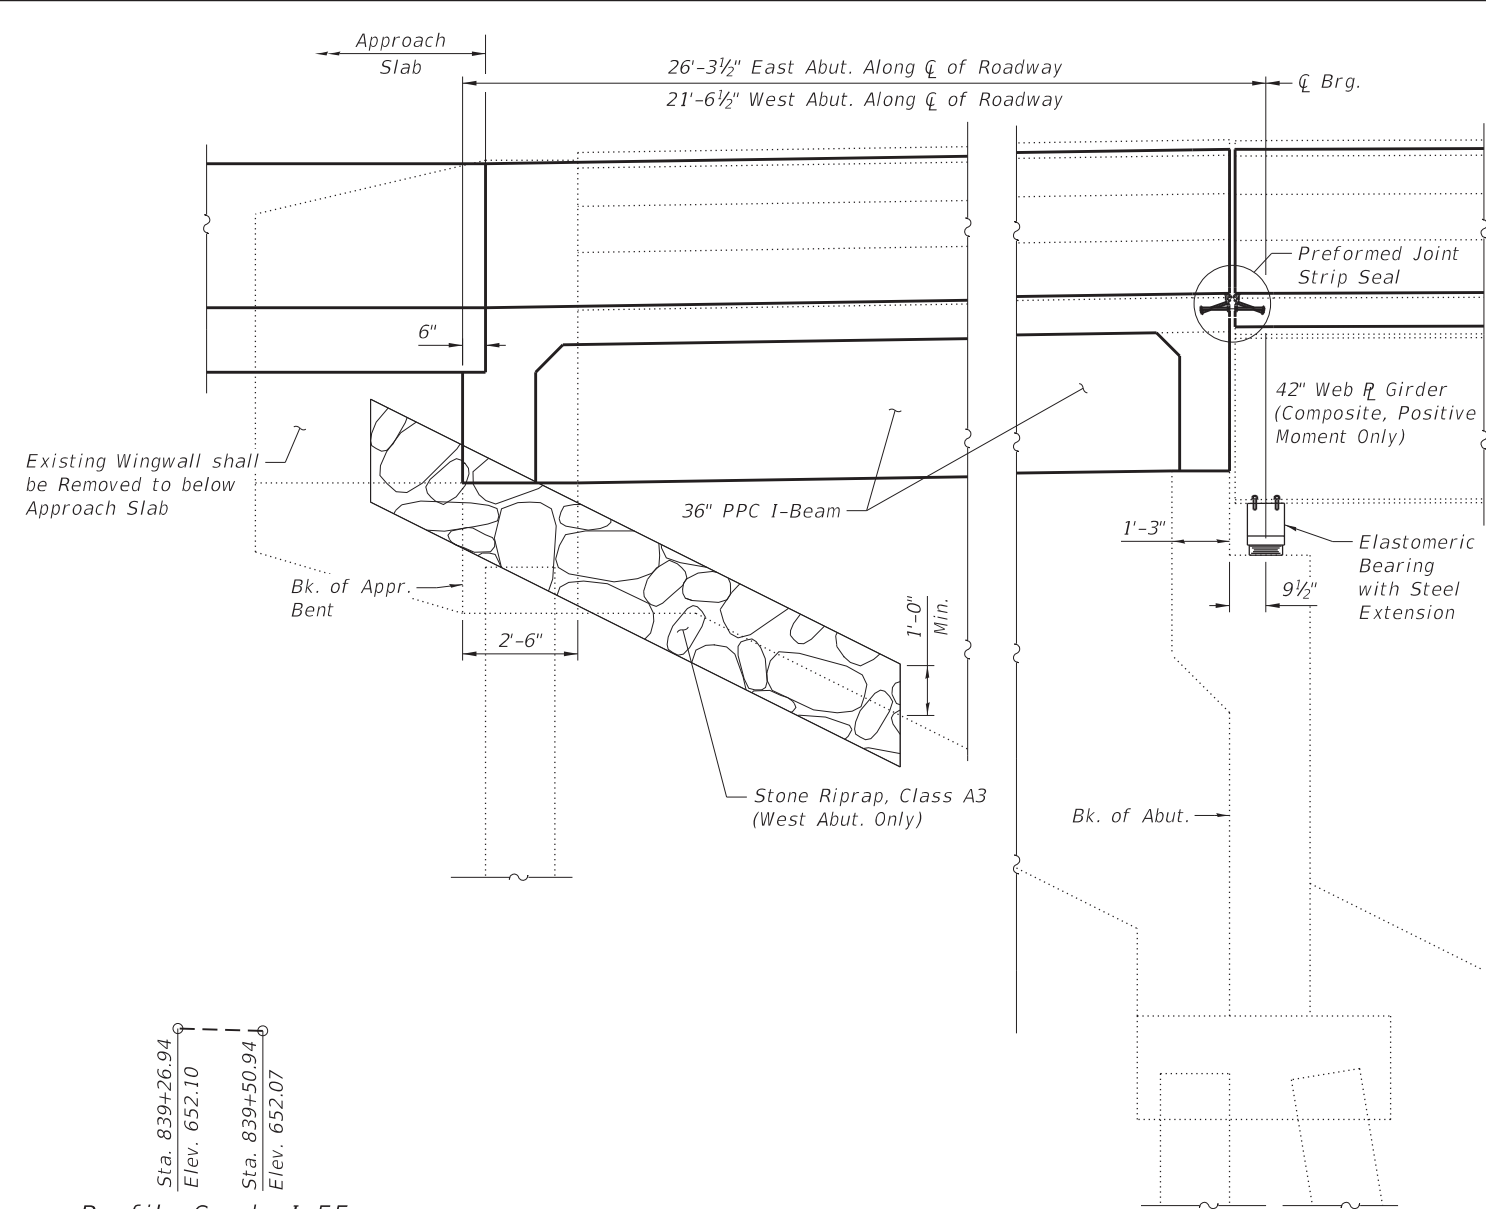 Approach
Slab
26'-3½" East Abut. Along ℄ of Roadway
℄ Brg.
21'-6½" West Abut. Along ℄ of Roadway
Preformed Joint
Strip Seal
6"
42" Web ⅊ Girder
(Composite, Positive
Moment Only)
Existing Wingwall shall
be Removed to below
Approach Slab
36" PPC I-Beam
1'-3"
Elastomeric
Bearing
with Steel
Extension
9½"
Bk. of Appr.
Bent
1'-0"
Min.
2'-6"
Stone Riprap, Class A3
(West Abut. Only)
Bk. of Abut.
Sta. 839+26.94
Elev. 652.10
Sta. 839+50.94
Elev. 652.07